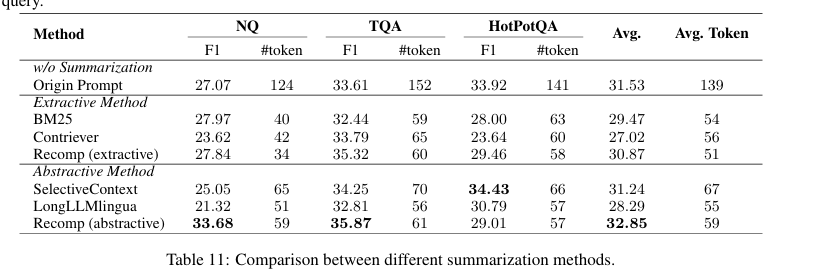 query.
Method NQ TQA HotPotQA Avg. Avg. Token
F1 #token F1 #token F1 #token
w/o Summarization
Origin Prompt 27.07 124 33.61 152 33.92 141 31.53 139
Extractive Method
BM25 27.97 40 32.44 59 28.00 63 29.47 54
Contriever 23.62 42 33.79 65 23.64 60 27.02 56
Recomp (extractive) 27.84 34 35.32 60 29.46 58 30.87 51
Abstractive Method
SelectiveContext 25.05 65 34.25 70 34.43 66 31.24 67
LongLLMlingua 21.32 51 32.81 56 30.79 57 28.29 55
Recomp (abstractive) 33.68 59 35.87 61 29.01 57 32.85 59
Table 11: Comparison between different summarization methods.